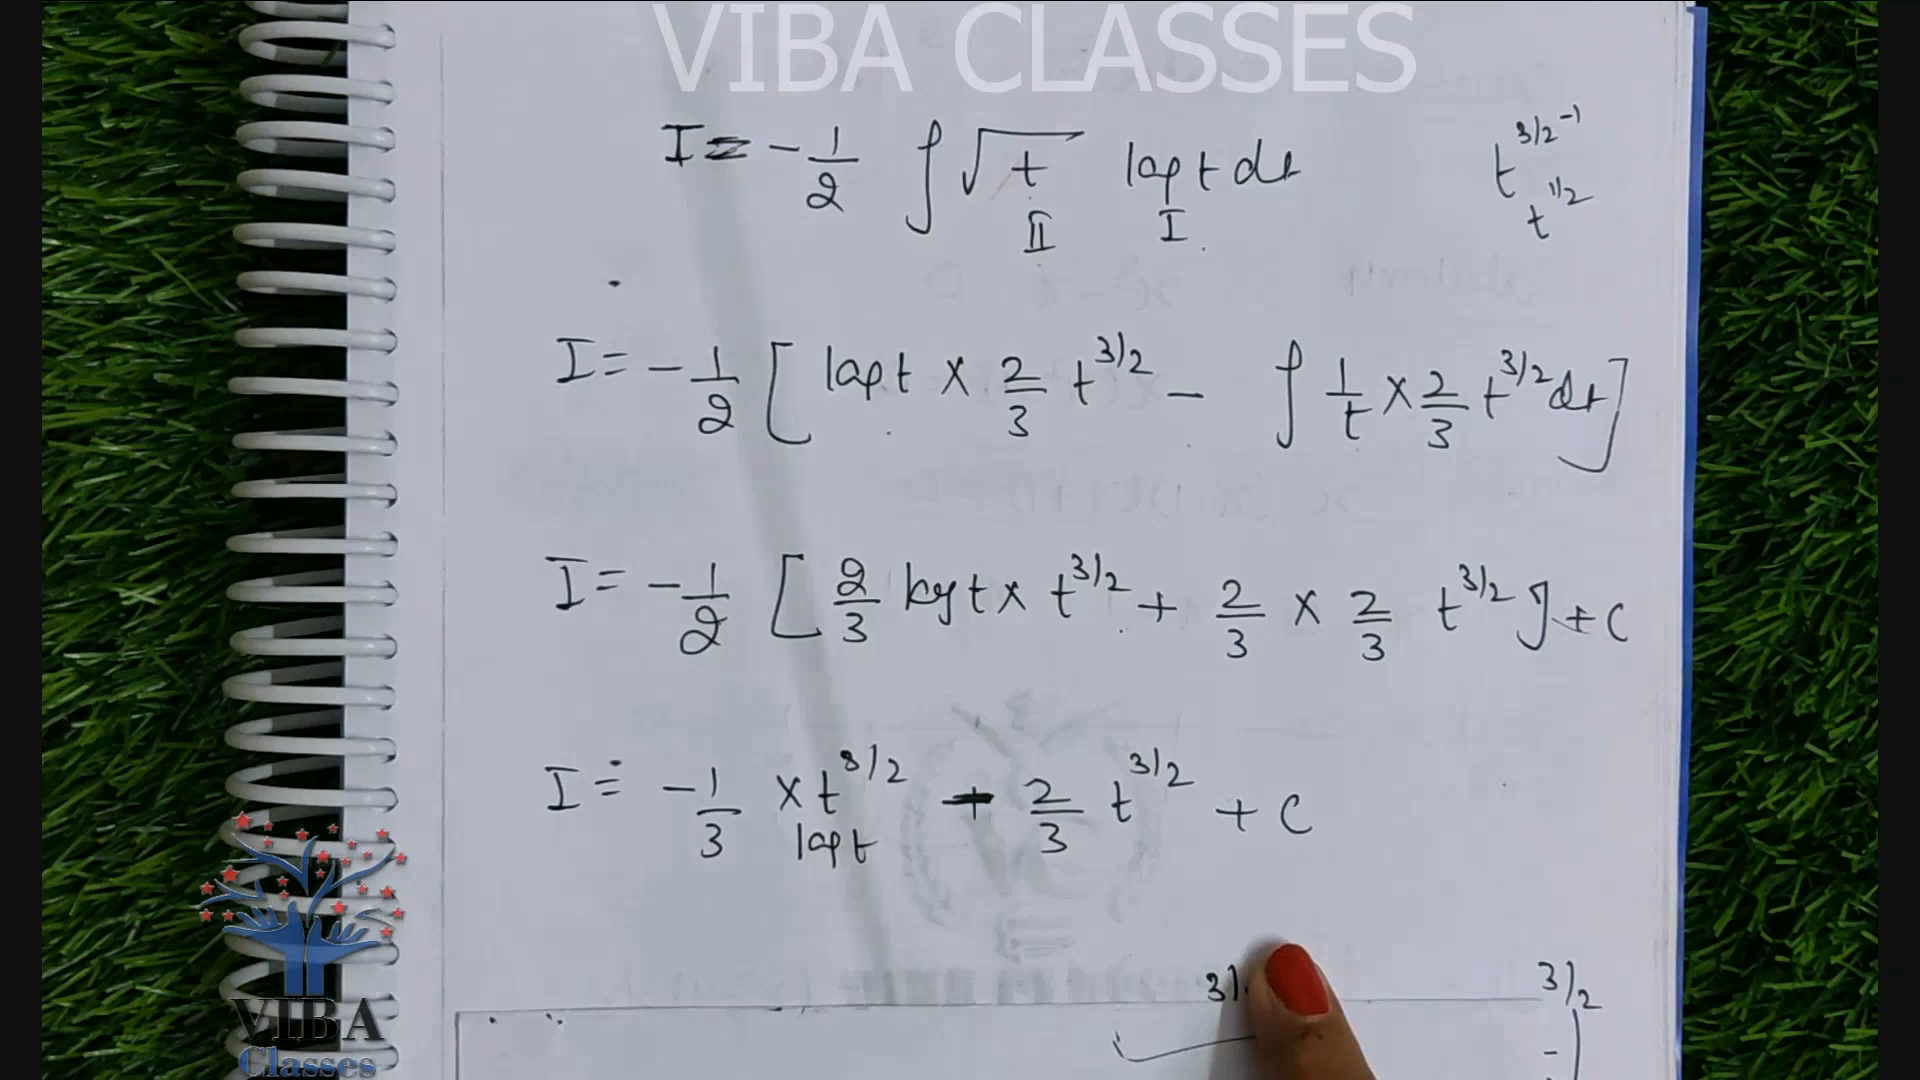 VIBA CLASSES
I = -1/2 ∫ √t log t dt
II I
t^3/2 -1
t^1/2
I = -1/2 [ log t × 2/3 t^3/2 - ∫ 1/t × 2/3 t^3/2 dt ]
I = -1/2 [ 2/3 log t × t^3/2 + 2/3 × 2/3 t^3/2 ] + C
I = -1/3 × t^3/2 log t + 2/3 t^3/2 + C
3/2
VIBA
Classes